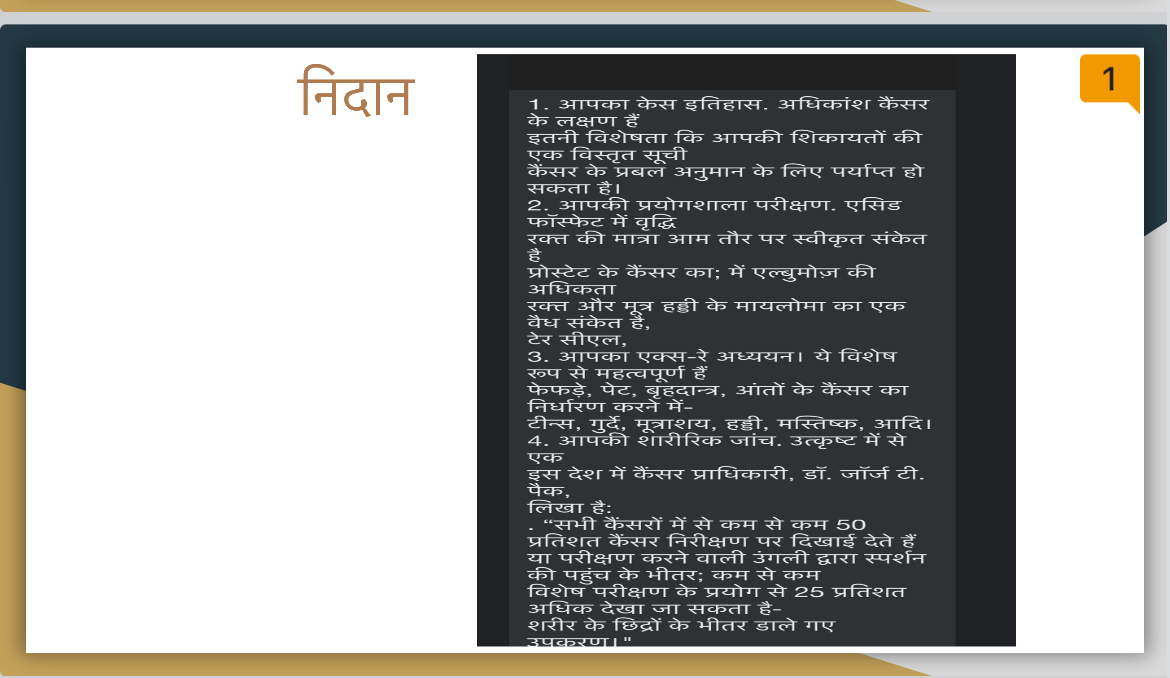 निदान
1
1. आपका केस इतिहास. अधिकांश कैंसर
के लक्षण हैं
इतनी विशेषता कि आपकी शिकायतों की
एक विस्तृत सूची
कैंसर के प्रबल अनुमान के लिए पर्याप्त हो
सकता है।
2. आपकी प्रयोगशाला परीक्षण. एसिड
फॉस्फेट में वृद्धि
रक्त की मात्रा आम तौर पर स्वीकृत संकेत
है
प्रोस्टेट के कैंसर का; में एल्बुमोज़ की
अधिकता
रक्त और मूत्र हड्डी के मायलोमा का एक
वैध संकेत है,
टेर सीएल,
3. आपका एक्स-रे अध्ययन। ये विशेष
रूप से महत्वपूर्ण हैं
फेफड़े, पेट, बृहदान्त्र, आंतों के कैंसर का
निर्धारण करने में-
टीन्स, गुर्दे, मूत्राशय, हड्डी, मस्तिष्क, आदि।
4. आपकी शारीरिक जांच. उत्कृष्ट में से
एक
इस देश में कैंसर प्राधिकारी, डॉ. जॉर्ज टी.
पैक,
लिखा है:
. “सभी कैंसरों में से कम से कम 50
प्रतिशत कैंसर निरीक्षण पर दिखाई देते हैं
या परीक्षण करने वाली उंगली द्वारा स्पर्शन
की पहुंच के भीतर; कम से कम
विशेष परीक्षण के प्रयोग से 25 प्रतिशत
अधिक देखा जा सकता है-
शरीर के छिद्रों के भीतर डाले गए
उपकरण।"